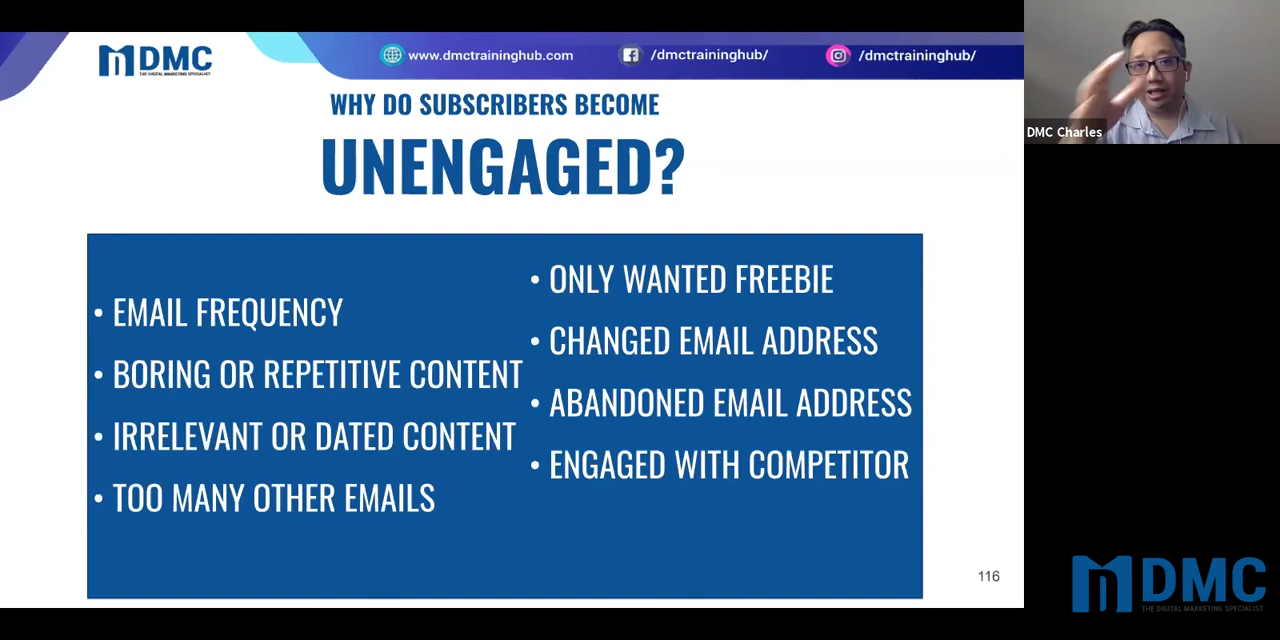 DMC
THE DIGITAL MARKETING SPECIALIST
www.dmctraininghub.com
/dmctraininghub/
/dmctraininghub/
DMC Charles
WHY DO SUBSCRIBERS BECOME
UNENGAGED?
• EMAIL FREQUENCY
• BORING OR REPETITIVE CONTENT
• IRRELEVANT OR DATED CONTENT
• TOO MANY OTHER EMAILS
• ONLY WANTED FREEBIE
• CHANGED EMAIL ADDRESS
• ABANDONED EMAIL ADDRESS
• ENGAGED WITH COMPETITOR
116
DMC
THE DIGITAL MARKETING SPECIALIST